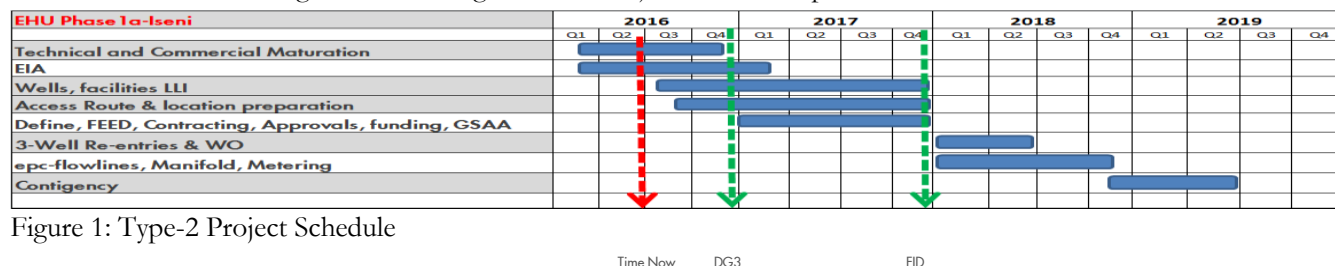 EHU Phase1a-Iseni 2016 2017 2018 2019
Q1 Q2 Q3 Q4 Q1 Q2 Q3 Q4 Q1 Q2 Q3 Q4 Q1 Q2 Q3 Q4
Technical and Commercial Maturation
EIA
Wells, facilities LLI
Access Route & location preparation
Define, FEED, Contracting, Approvals, funding, GSAA
3-Well Re-entries & WO
epc-flowlines, Manifold, Metering
Contigency
Figure 1: Type-2 Project Schedule
Time Now DG3 FID